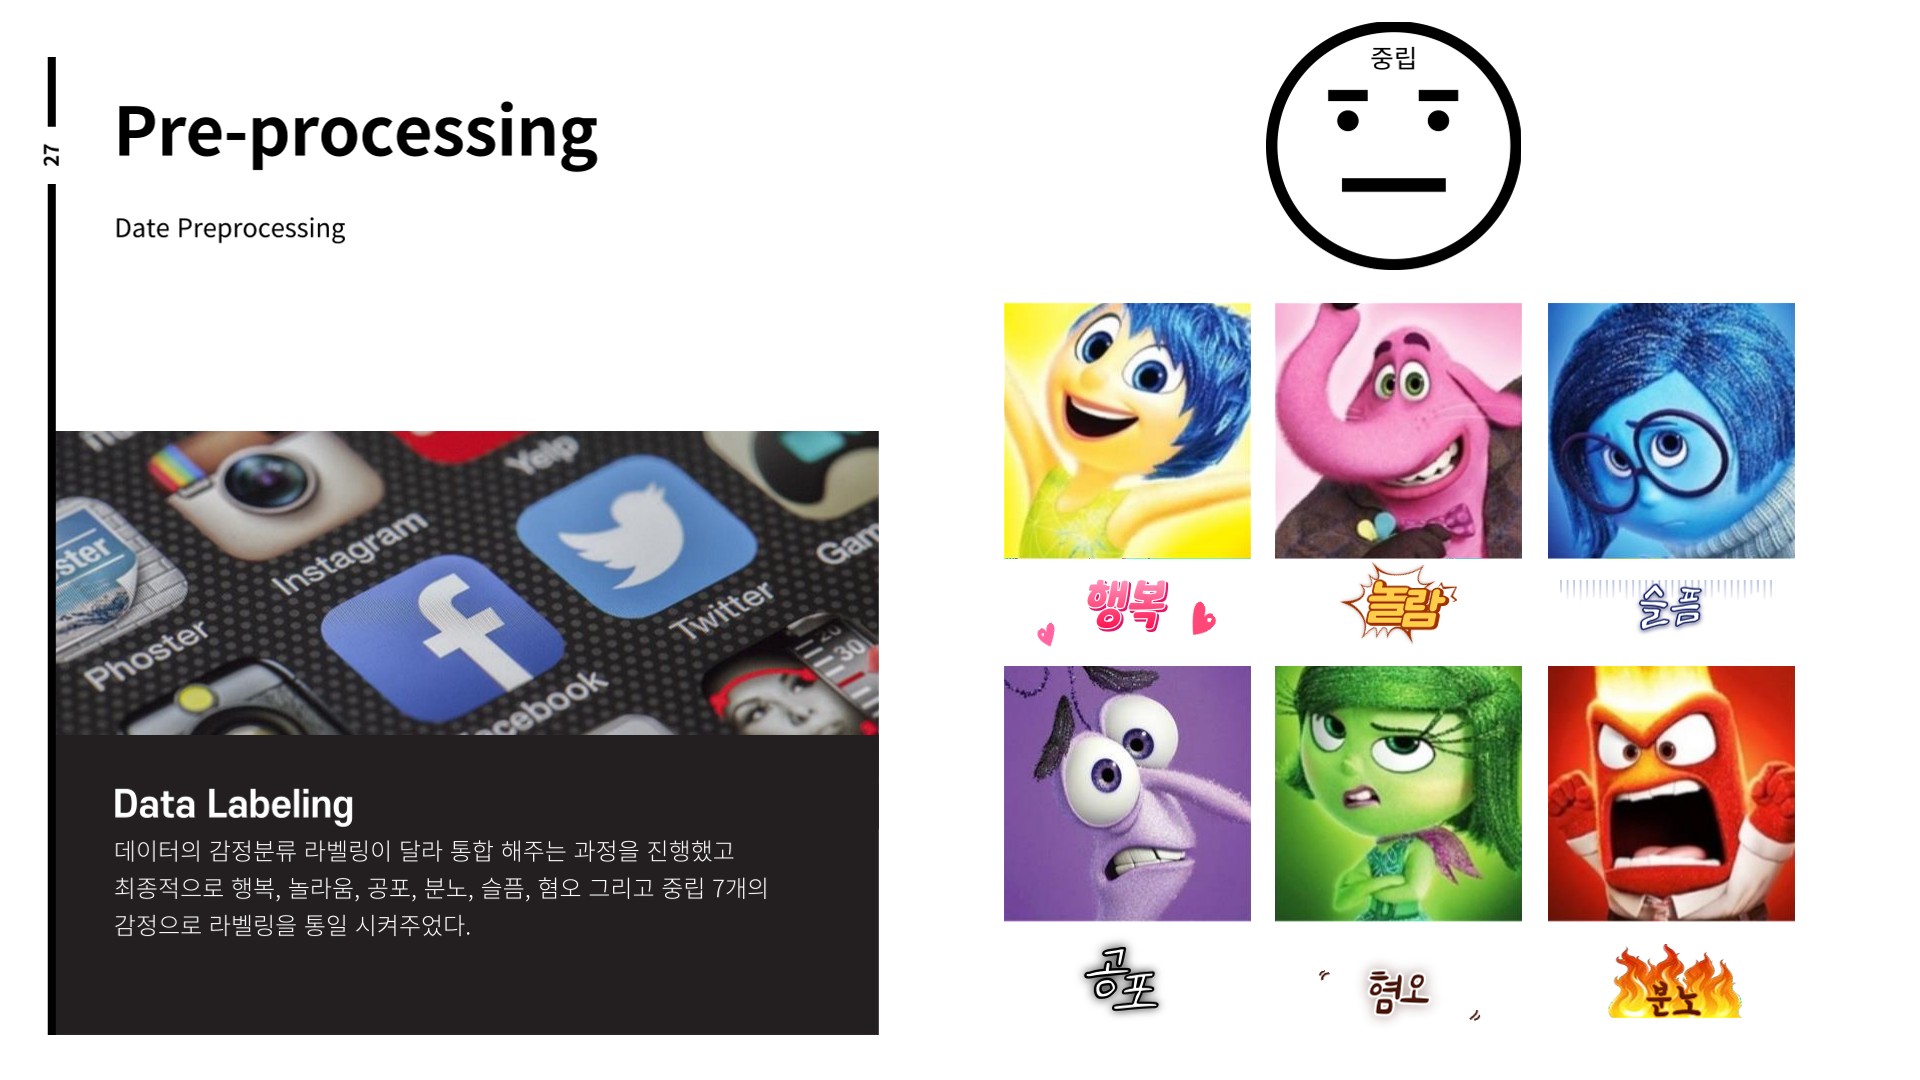 27
Pre-processing
Date Preprocessing
Yelp
Instagram
Gam
Twitter
Phoster
ster
acebook
30
Data Labeling
데이터의 감정분류 라벨링이 달라 통합 해주는 과정을 진행했고
최종적으로 행복, 놀라움, 공포, 분노, 슬픔, 혐오 그리고 중립 7개의
감정으로 라벨링을 통일 시켜주었다.
중립
행복
놀람
슬픔
공포
혐오
분노